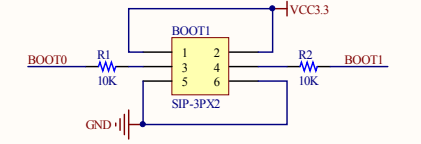 BOOT1
VCC3.3
BOOT0 R1 1 2 R2 BOOT1
3 4
10K 5 6 10K
SIP-3PX2
GND